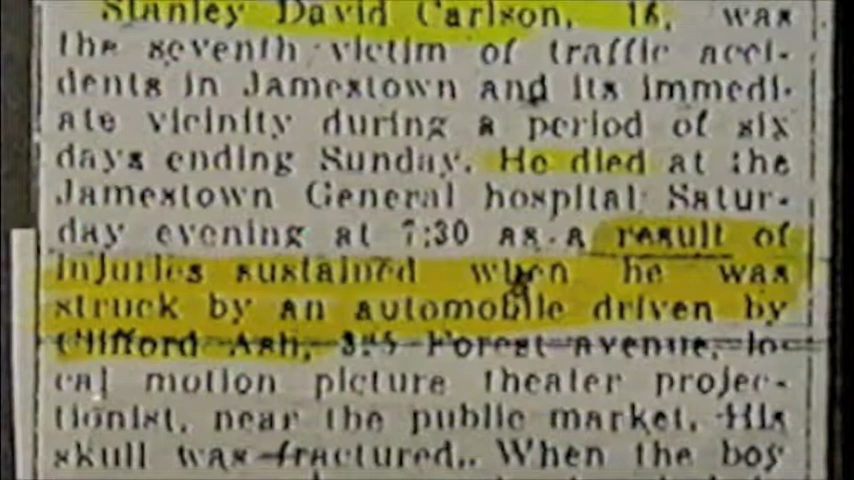 Stanley David Carlson, 16, was
the seventh victim of traffic acci-
dents in Jamestown and its immedi-
ate vicinity during a period of six
days ending Sunday. He died at the
Jamestown General hospital Satur-
day evening at 7:30 as a result of
injuries sustained when he was
struck by an automobile driven by
Clifford Ash, Forest avenue, lo-
cal motion picture theater projec-
tionist, near the public market. His
skull was fractured. When the boy